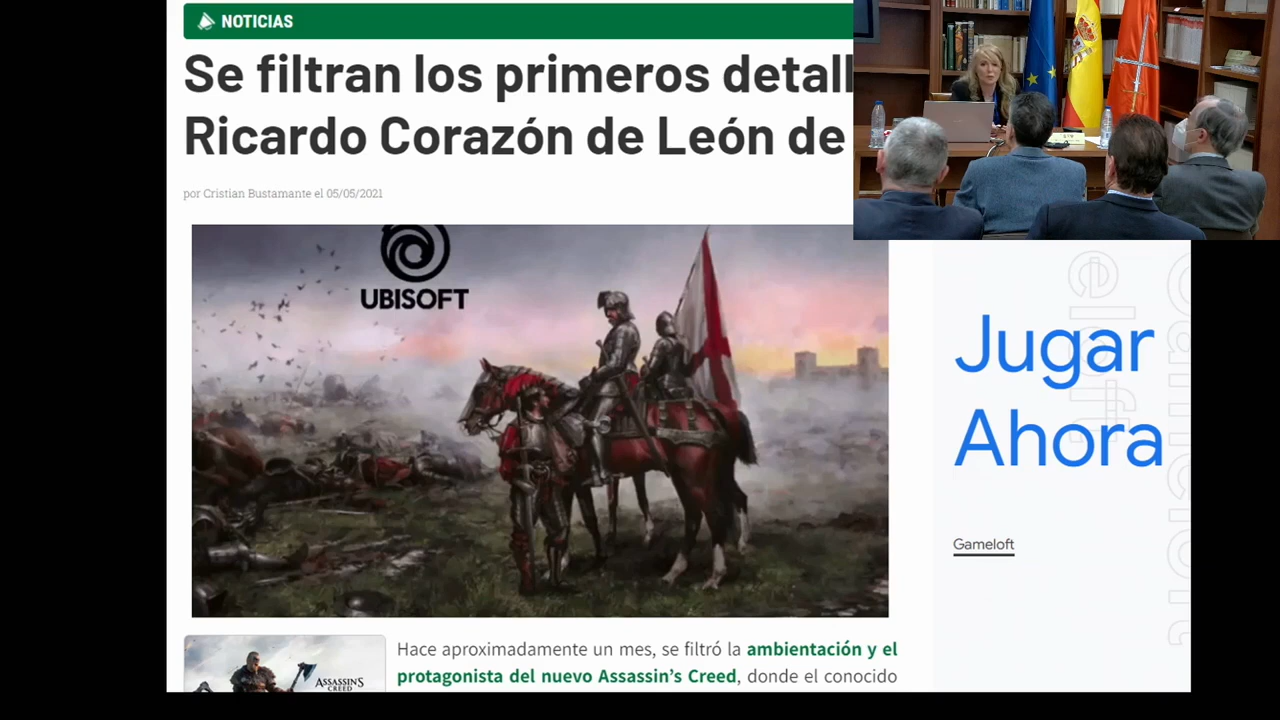 NOTICIAS
Se filtran los primeros detall
Ricardo Corazón de León de
por Cristian Bustamante el 05/05/2021
UBISOFT
Jugar
Ahora
Gameloft
Hace aproximadamente un mes, se filtró la ambientación y el
protagonista del nuevo Assassin's Creed, donde el conocido
ASSASSIN'S
CREED